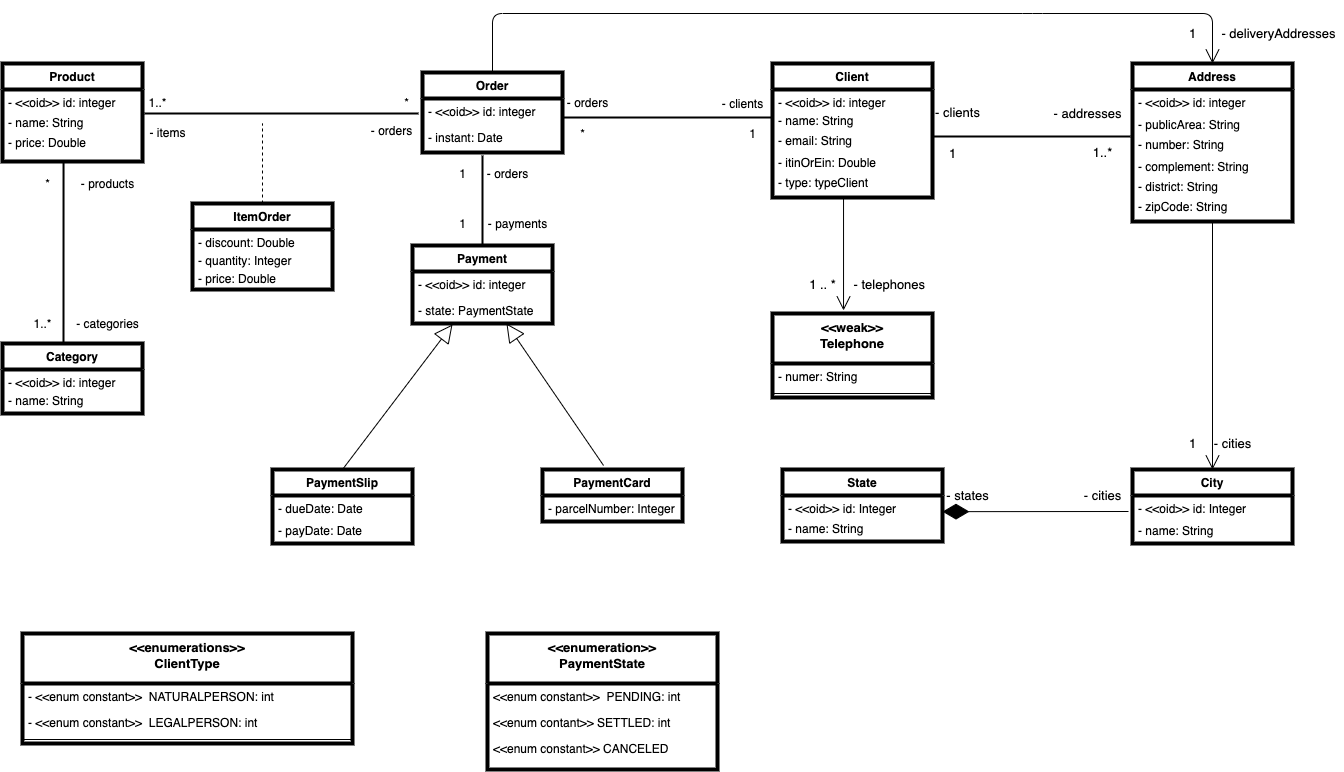 1 - deliveryAddresses
Product
- <<oid>> id: integer
- name: String
- price: Double
1..*
- items
*
- orders
Order
- <<oid>> id: integer
- instant: Date
- orders
*
- clients
1
Client
- <<oid>> id: integer
- name: String
- email: String
- itinOrEin: Double
- type: typeClient
- clients
1
- addresses
1..*
Address
- <<oid>> id: integer
- publicArea: String
- number: String
- complement: String
- district: String
- zipCode: String
* - products
1..* - categories
ItemOrder
- discount: Double
- quantity: Integer
- price: Double
1 - orders
1 - payments
Payment
- <<oid>> id: integer
- state: PaymentState
1 .. * - telephones
<<weak>>
Telephone
- numer: String
Category
- <<oid>> id: integer
- name: String
1 - cities
PaymentSlip
- dueDate: Date
- payDate: Date
PaymentCard
- parcelNumber: Integer
State
- <<oid>> id: Integer
- name: String
- states
- cities
City
- <<oid>> id: Integer
- name: String
<<enumerations>>
ClientType
- <<enum constant>> NATURALPERSON: int
- <<enum constant>> LEGALPERSON: int
<<enumeration>>
PaymentState
<<enum constant>> PENDING: int
<<enum contant>> SETTLED: int
<<enum constant>> CANCELED